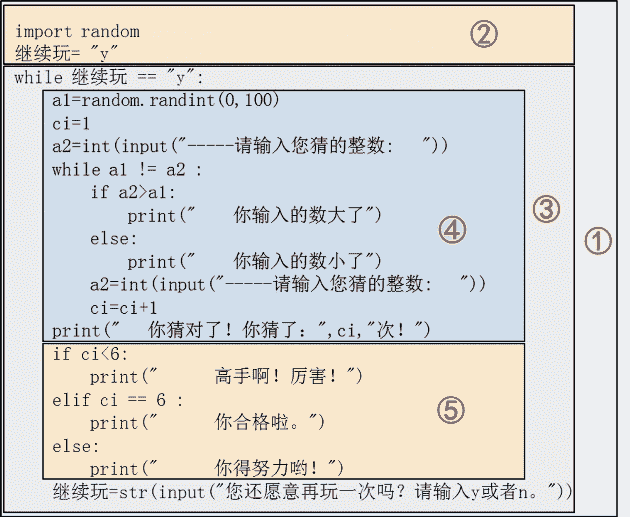 import random
②
继续玩= "y"
while 继续玩 == "y":
a1=random.randint(0,100)
ci=1
a2=int(input("-----请输入您猜的整数:   "))
while a1 != a2 :
if a2>a1:
③
print("    你输入的数大了")
④
①
else:
print("    你输入的数小了")
a2=int(input("-----请输入您猜的整数:   "))
ci=ci+1
print("   你猜对了！你猜了：",ci,"次！")
if ci<6:
print("      高手啊！厉害！")
elif ci == 6 :
⑤
print("      你合格啦。")
else:
print("      你得努力哟！")
继续玩=str(input("您还愿意再玩一次吗？请输入y或者n。"))